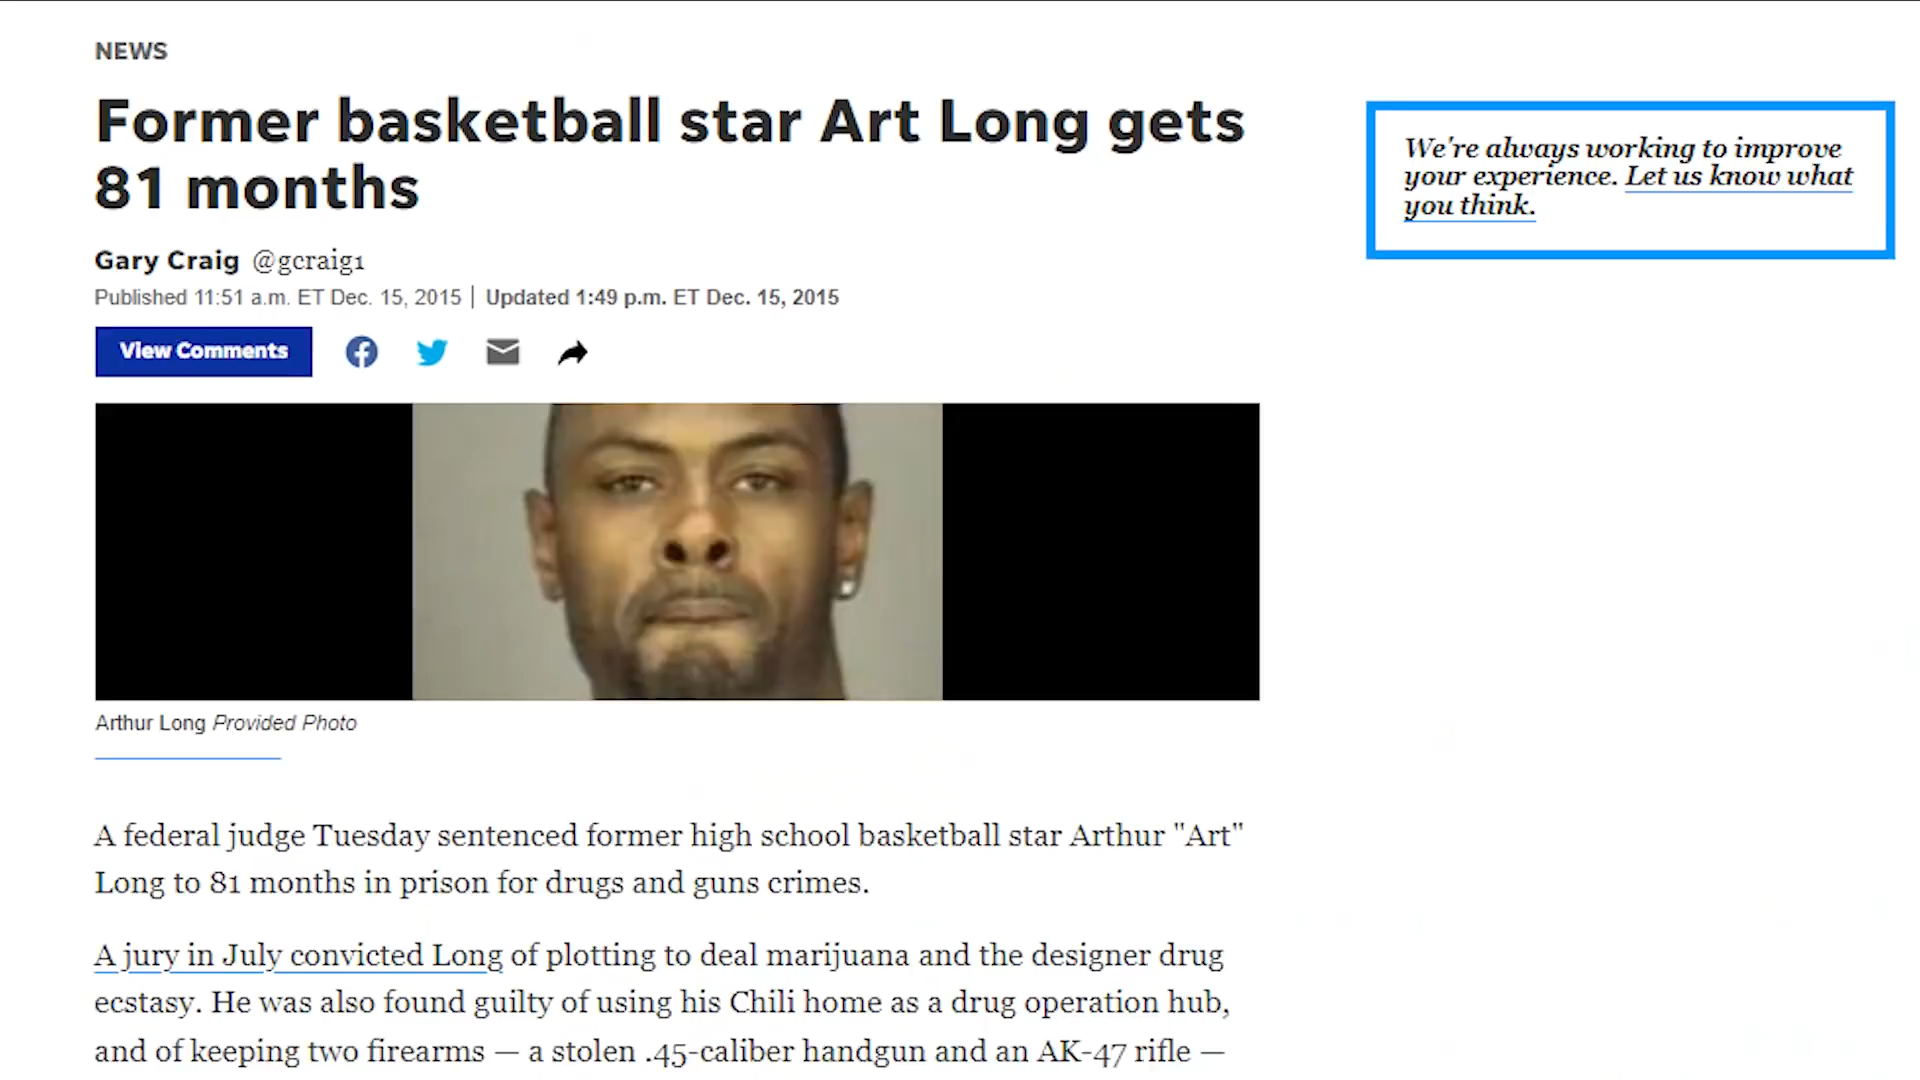 NEWS
Former basketball star Art Long gets
81 months
Gary Craig @gcraig1
Published 11:51 a.m. ET Dec. 15, 2015 | Updated 1:49 p.m. ET Dec. 15, 2015
View Comments
Arthur Long Provided Photo
A federal judge Tuesday sentenced former high school basketball star Arthur "Art"
Long to 81 months in prison for drugs and guns crimes.
A jury in July convicted Long of plotting to deal marijuana and the designer drug
ecstasy. He was also found guilty of using his Chili home as a drug operation hub,
and of keeping two firearms — a stolen .45-caliber handgun and an AK-47 rifle —
We're always working to improve
your experience. Let us know what
you think.